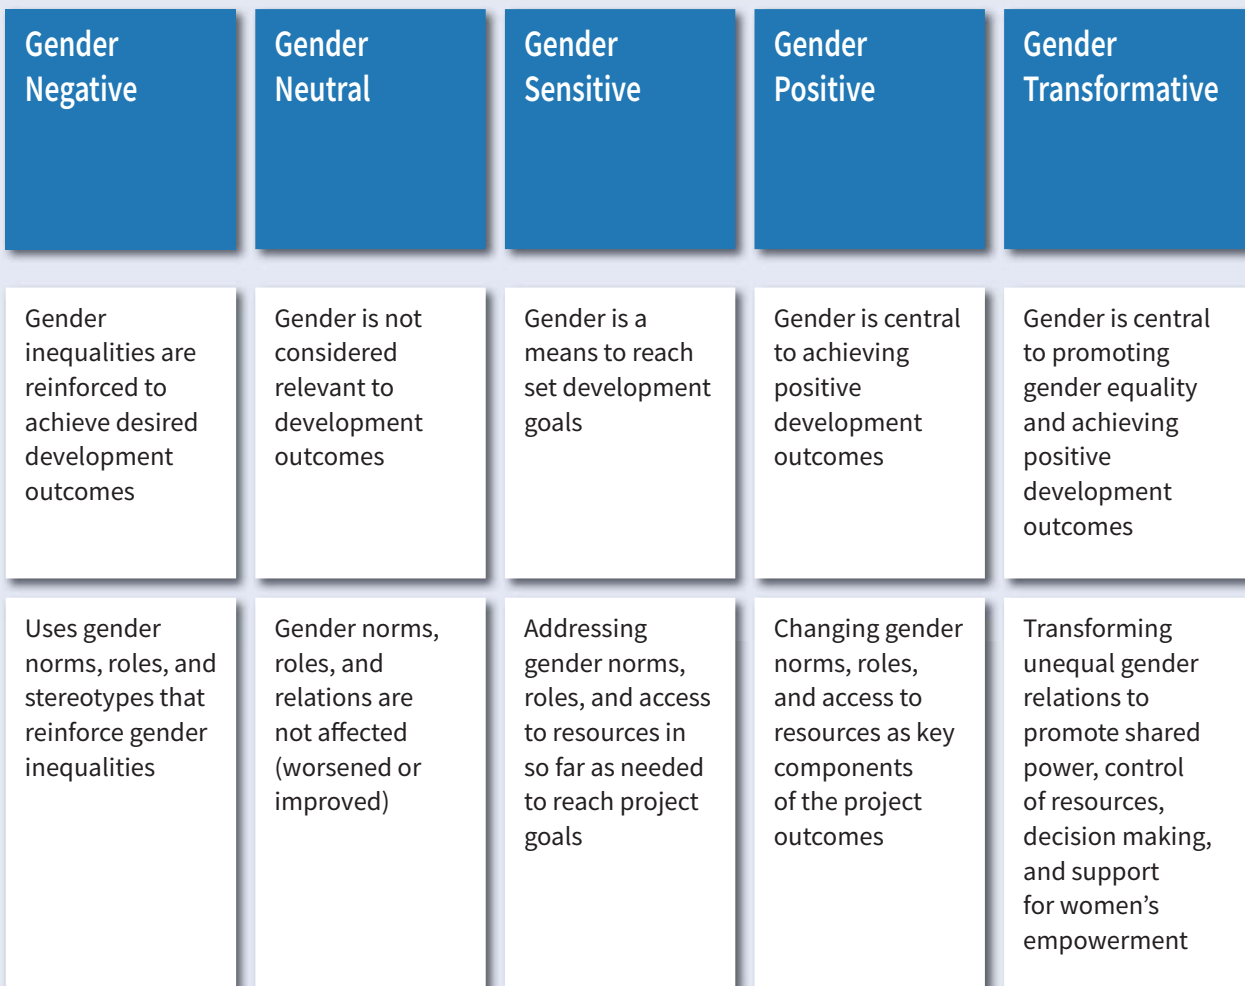 Gender
Negative
Gender
Neutral
Gender
Sensitive
Gender
Positive
Gender
Transformative
Gender
inequalities are
reinforced to
achieve desired
development
outcomes
Gender is not
considered
relevant to
development
outcomes
Gender is a
means to reach
set development
goals
Gender is central
to achieving
positive
development
outcomes
Gender is central
to promoting
gender equality
and achieving
positive
development
outcomes
Uses gender
norms, roles, and
stereotypes that
reinforce gender
inequalities
Gender norms,
roles, and
relations are
not affected
(worsened or
improved)
Addressing
gender norms,
roles, and access
to resources in
so far as needed
to reach project
goals
Changing gender
norms, roles,
and access to
resources as key
components
of the project
outcomes
Transforming
unequal gender
relations to
promote shared
power, control
of resources,
decision making,
and support
for women’s
empowerment